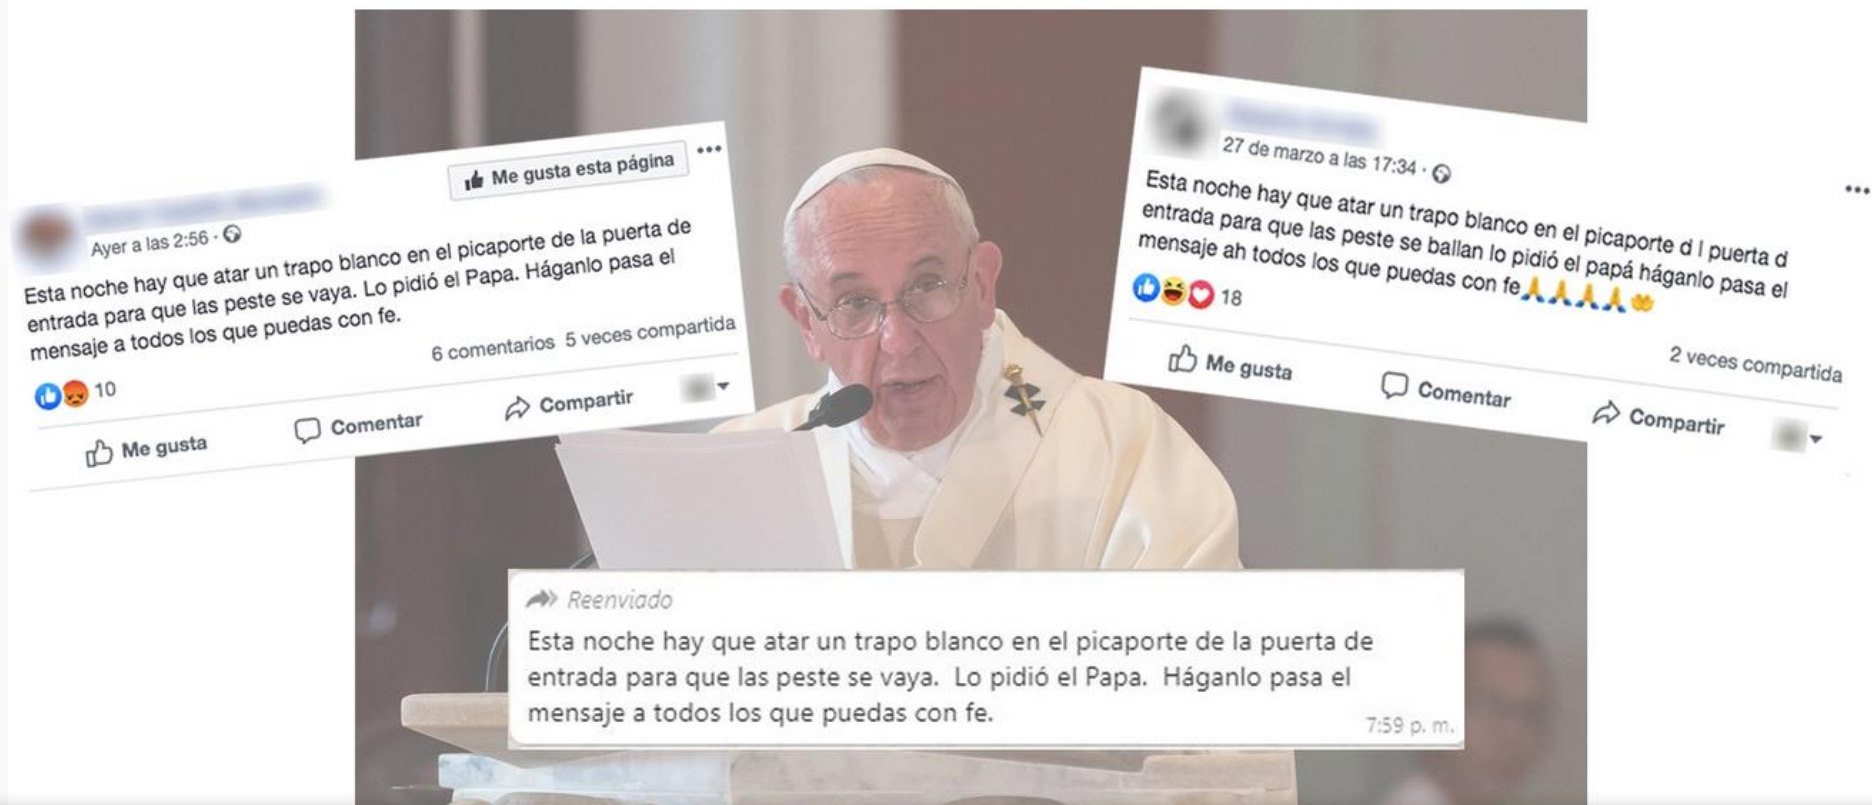 Me gusta esta página
Ayer a las 2:56 ·
Esta noche hay que atar un trapo blanco en el picaporte de la puerta de
entrada para que las peste se vaya. Lo pidió el Papa. Háganlo pasa el
mensaje a todos los que puedas con fe.
10
6 comentarios 5 veces compartida
Me gusta
Comentar
Compartir
27 de marzo a las 17:34 ·
Esta noche hay que atar un trapo blanco en el picaporte d l puerta d
entrada para que las peste se ballan lo pidió el papá háganlo pasa el
mensaje ah todos los que puedas con fe🙏🙏🙏🙏👐
18
2 veces compartida
Me gusta
Comentar
Compartir
Reenviado
Esta noche hay que atar un trapo blanco en el picaporte de la puerta de
entrada para que las peste se vaya. Lo pidió el Papa. Háganlo pasa el
mensaje a todos los que puedas con fe.
7:59 p. m.